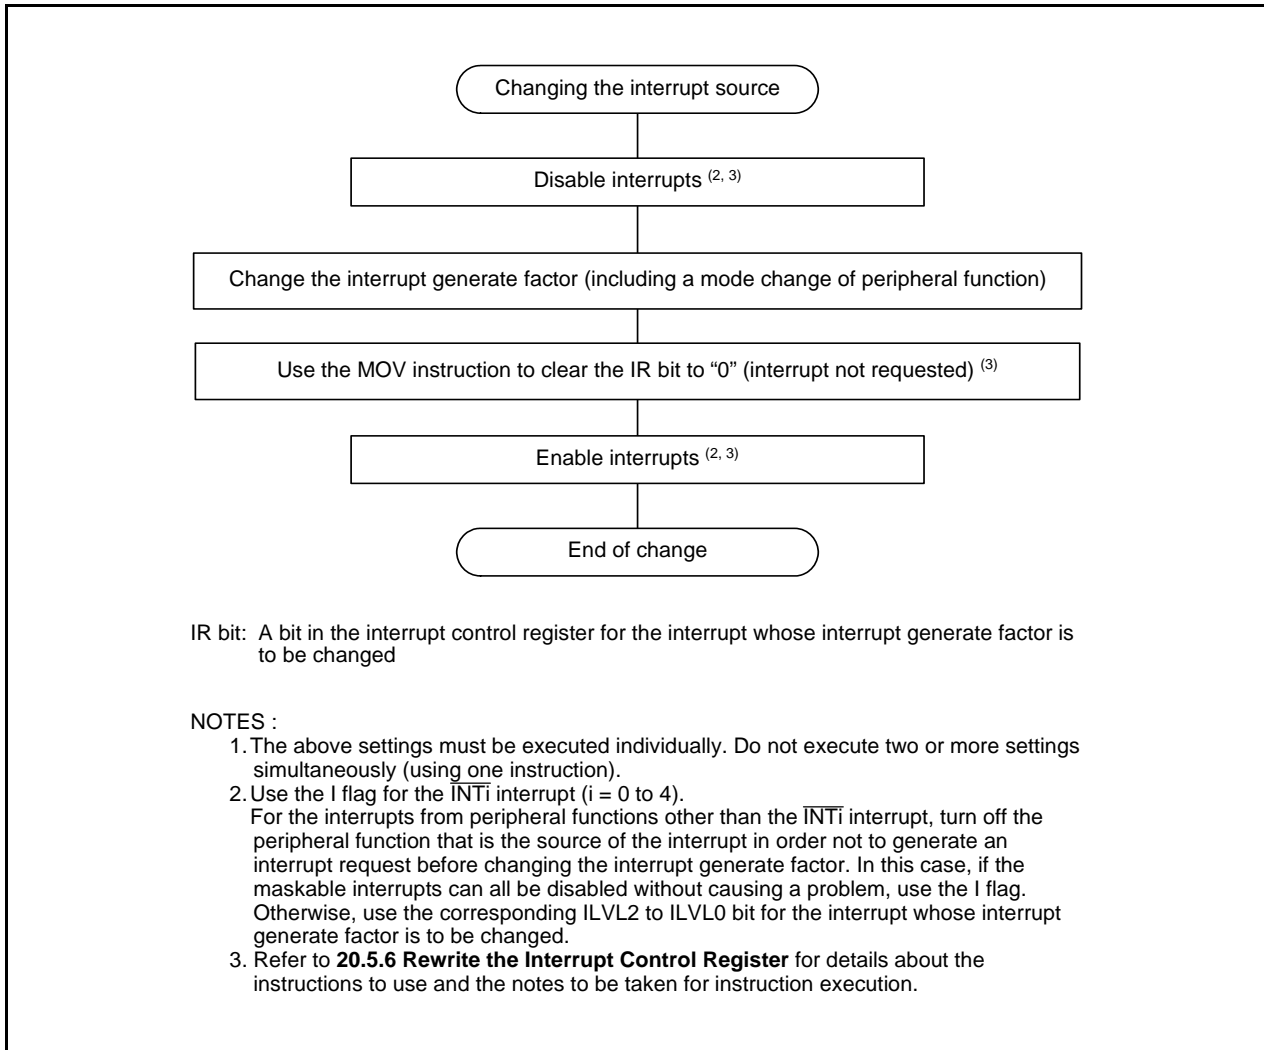 Changing the interrupt source
Disable interrupts (2, 3)
Change the interrupt generate factor (including a mode change of peripheral function)
Use the MOV instruction to clear the IR bit to “0” (interrupt not requested) (3)
Enable interrupts (2, 3)
End of change
IR bit: A bit in the interrupt control register for the interrupt whose interrupt generate factor is
to be changed
NOTES :
1. The above settings must be executed individually. Do not execute two or more settings
simultaneously (using one instruction).
2. Use the I flag for the INTi interrupt (i = 0 to 4).
For the interrupts from peripheral functions other than the INTi interrupt, turn off the
peripheral function that is the source of the interrupt in order not to generate an
interrupt request before changing the interrupt generate factor. In this case, if the
maskable interrupts can all be disabled without causing a problem, use the I flag.
Otherwise, use the corresponding ILVL2 to ILVL0 bit for the interrupt whose interrupt
generate factor is to be changed.
3. Refer to 20.5.6 Rewrite the Interrupt Control Register for details about the
instructions to use and the notes to be taken for instruction execution.